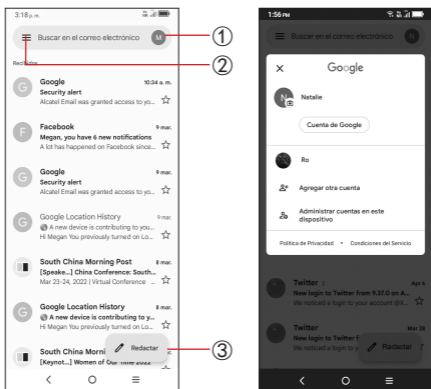 3:18 p. m.
Buscar en el correo electrónico
M
①
②
Recibidos
G
Google
10:34 a. m.
Security alert
Alcatel Email was granted access to yo...
F
Facebook
9 mar.
Megan, you have 6 new notifications
A lot has happened on Facebook since...
G
Google
9 mar.
Security alert
Alcatel Email was granted access to yo...
G
Google Location History
9 mar.
A new device is contributing to you...
Hi Megan You previously turned on Lo...
South China Morning Post
8 mar.
[Speake...] China Conference: South...
Mar 23-24, 2022 | Virtual Conference ...
G
Google Location History
8 mar.
A new device is contributing to y...
Hi Megan You previously turned on Lo...
Redactar
③
South China Morni
[Keynot...] Women of Our Time 2022
1:56 PM
Buscar en el correo electrónico
N
Google
N
Natalie
Cuenta de Google
Ro
Agregar otra cuenta
Administrar cuentas en este
dispositivo
Política de Privacidad • Condiciones del Servicio
Twitter 2
Apr 6
New login to Twitter from 9.37.0 on A...
We noticed a login to your account @X...
Twitter
Mar 28
New login to Twitter f
We noticed a login to y
Redactar